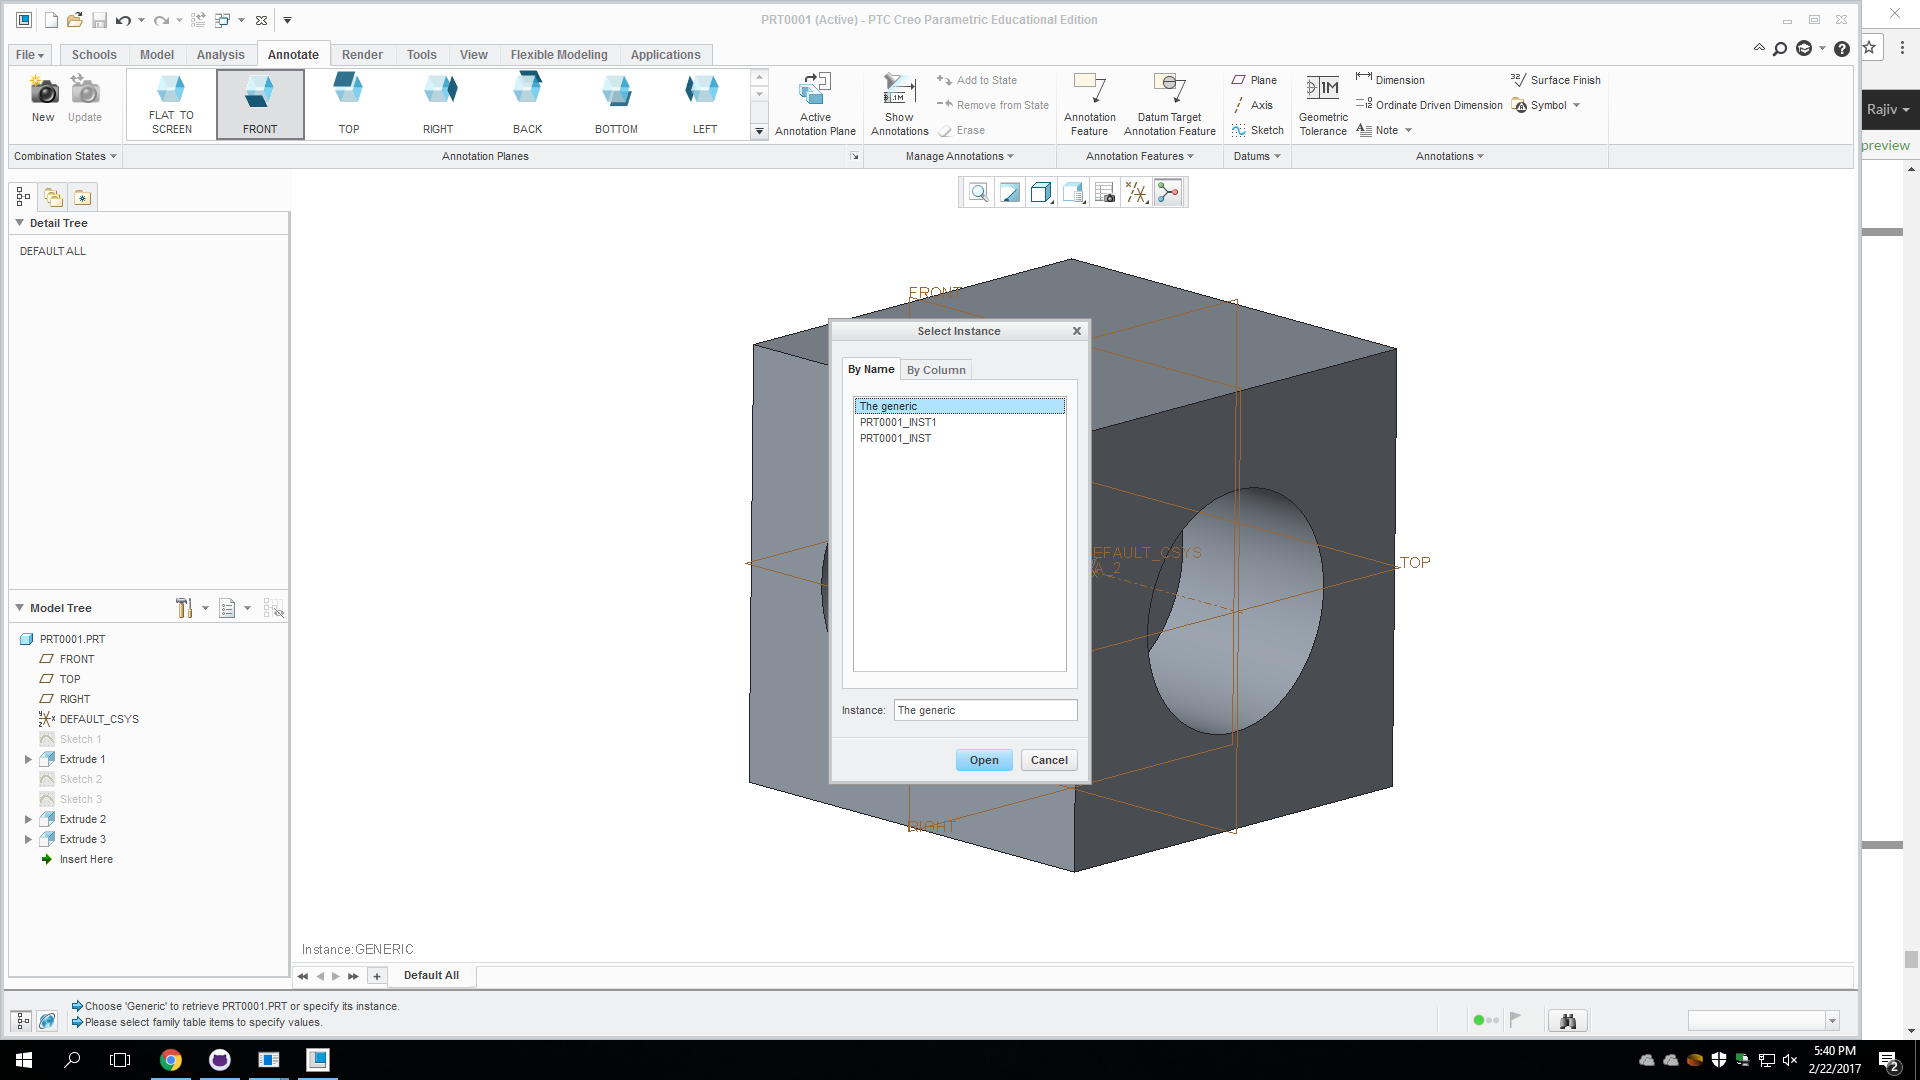 PRT0001 (Active) - PTC Creo Parametric Educational Edition
File Schools Model Analysis Annotate Render Tools View Flexible Modeling Applications
New
Update
FLAT TO SCREEN
FRONT
TOP
RIGHT
BACK
BOTTOM
LEFT
Active
Annotation Plane
Show
Annotations
Add to State
Remove from State
Erase
Annotation
Feature
Datum Target
Annotation Feature
Plane
Axis
Sketch
Geometric
Tolerance
Dimension
Ordinate Driven Dimension
Note
Surface Finish
Symbol
Combination States
Annotation Planes
Manage Annotations
Annotation Features
Datums
Annotations
Rajiv
preview
Detail Tree
DEFAULT ALL
Model Tree
PRT0001.PRT
FRONT
TOP
RIGHT
DEFAULT_CSYS
Sketch 1
Extrude 1
Sketch 2
Sketch 3
Extrude 2
Extrude 3
Insert Here
FRONT
EFAULT_CSYS
A_2
TOP
RIGHT
Select Instance
By Name By Column
The generic
PRT0001_INST1
PRT0001_INST
Instance: The generic
Open Cancel
Instance:GENERIC
Default All
Choose 'Generic' to retrieve PRT0001.PRT or specify its instance.
Please select family table items to specify values.
5:40 PM
2/22/2017
2